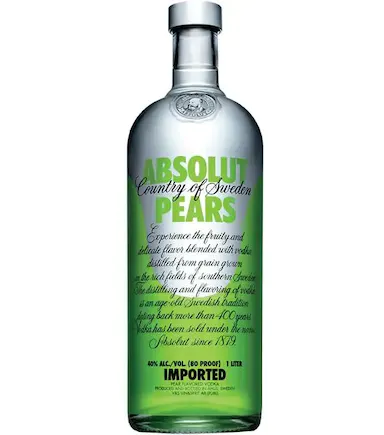 ABSOLUT
Country of Sweden
PEARS
Experience the fruity and
delicate flavor blended with vodka
distilled from grain grown
in the rich fields of southern Sweden.
The distilling and flavoring of vodka
is an age-old Swedish tradition
dating back more than 400 years.
Vodka has been sold under the name
Absolut since 1879.
40% ALC./VOL. (80 PROOF) 1 LITER
IMPORTED
PEAR FLAVORED VODKA